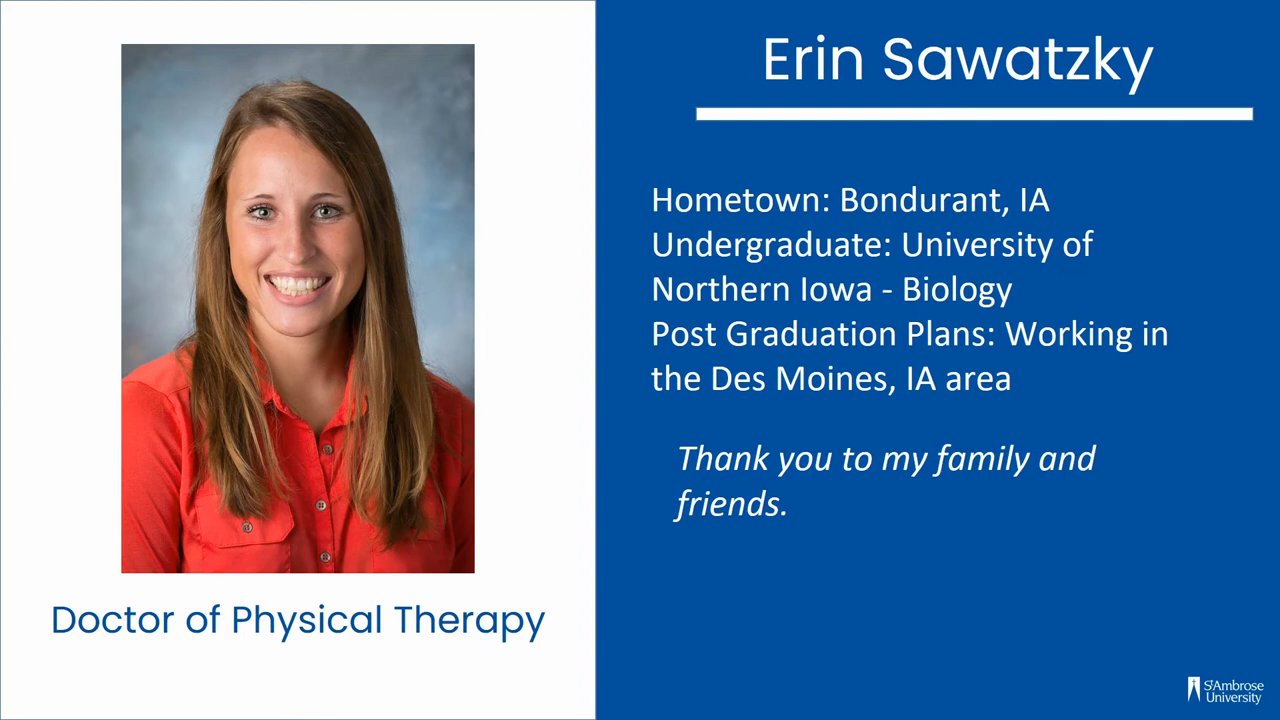 Erin Sawatzky
Hometown: Bondurant, IA
Undergraduate: University of
Northern Iowa - Biology
Post Graduation Plans: Working in
the Des Moines, IA area
Thank you to my family and
friends.
Doctor of Physical Therapy
St Ambrose
University